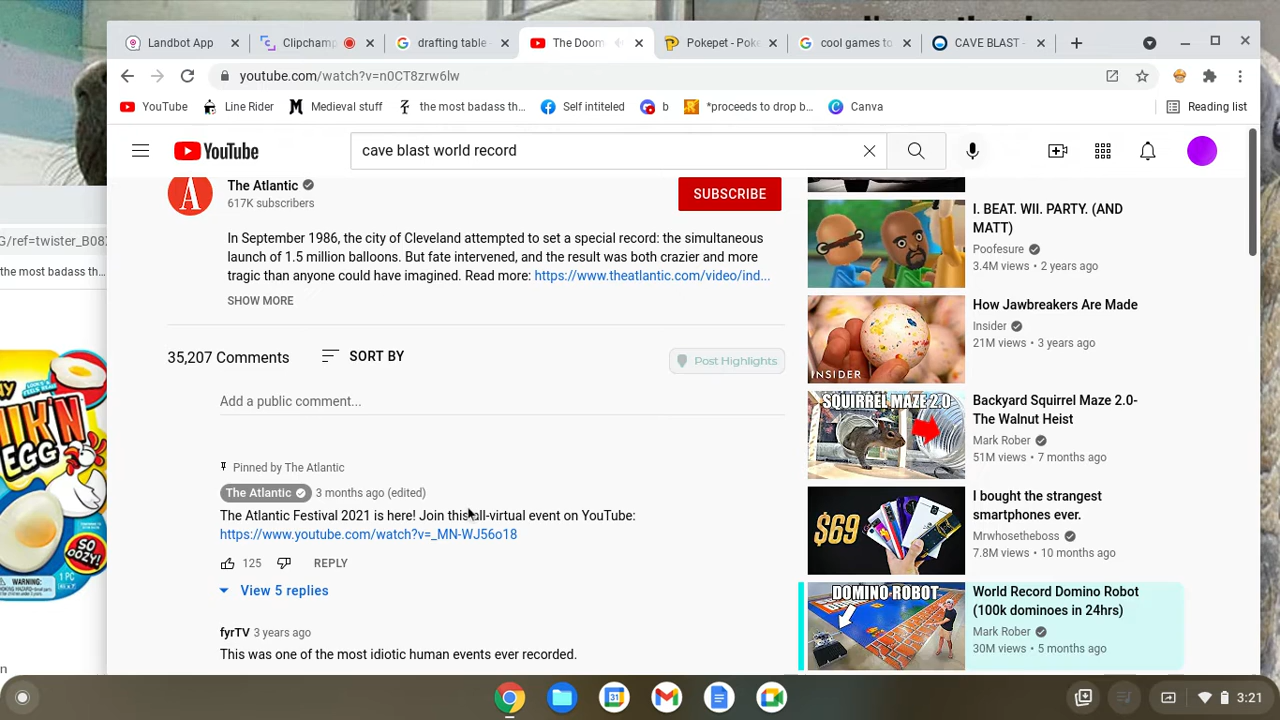 Landbot App
Clipchamp
drafting table
The Doom
Pokepet - Pok
cool games to
CAVE BLAST -
youtube.com/watch?v=n0CT8zrw6lw
YouTube
Line Rider
Medieval stuff
the most badass th...
Self intiteled
b
*proceeds to drop b...
Canva
Reading list
YouTube
cave blast world record
The Atlantic
617K subscribers
SUBSCRIBE
In September 1986, the city of Cleveland attempted to set a special record: the simultaneous
launch of 1.5 million balloons. But fate intervened, and the result was both crazier and more
tragic than anyone could have imagined. Read more: https://www.theatlantic.com/video/ind...
SHOW MORE
35,207 Comments
SORT BY
Post Highlights
Add a public comment...
Pinned by The Atlantic
The Atlantic
3 months ago (edited)
The Atlantic Festival 2021 is here! Join this all-virtual event on YouTube:
https://www.youtube.com/watch?v=_MN-WJ56o18
125
REPLY
View 5 replies
fyrTV 3 years ago
This was one of the most idiotic human events ever recorded.
I. BEAT. WII. PARTY. (AND
MATT)
Poofesure
3.4M views • 2 years ago
INSIDER
How Jawbreakers Are Made
Insider
21M views • 3 years ago
SQUIRREL MAZE 2.0
Backyard Squirrel Maze 2.0-
The Walnut Heist
Mark Rober
51M views • 7 months ago
$69
I bought the strangest
smartphones ever.
Mrwhosetheboss
7.8M views • 10 months ago
DOMINO ROBOT
World Record Domino Robot
(100k dominoes in 24hrs)
Mark Rober
30M views • 5 months ago
G/ref=twister_B08
the most badass th...
EGG
SO
OOZY!
WARNING:
1 PC
31
3:21